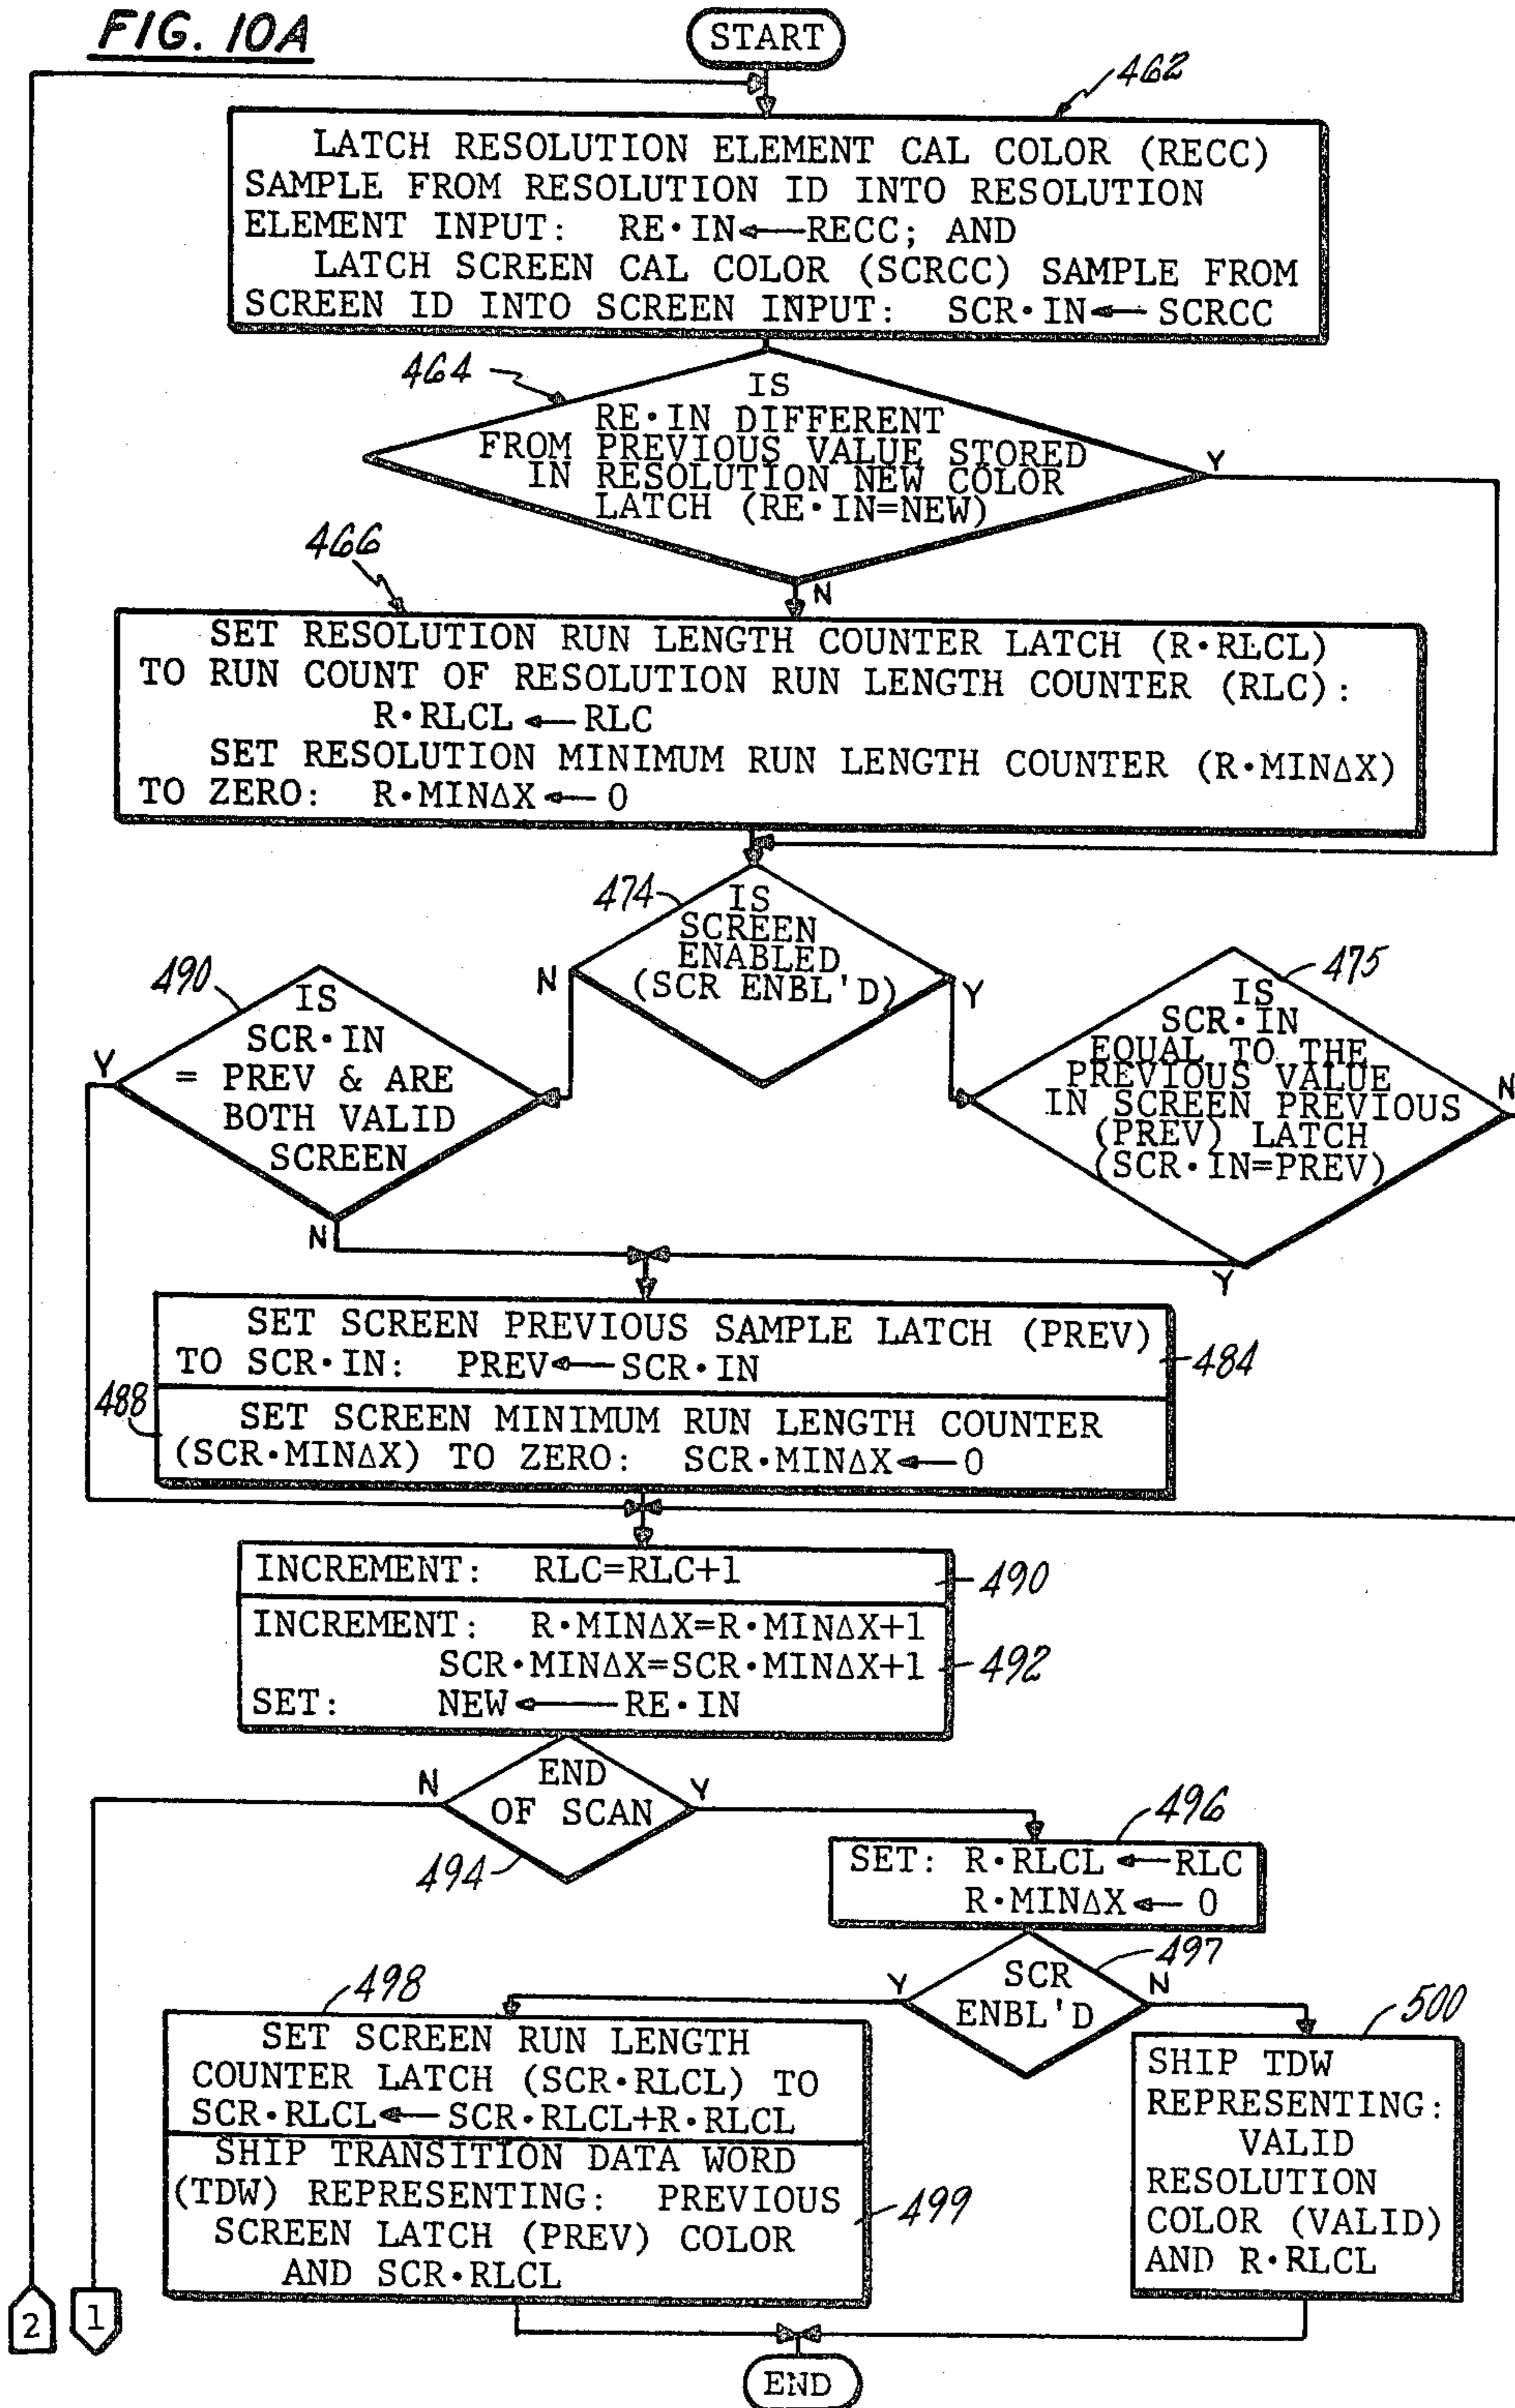 FIG. 10A
START
462
LATCH RESOLUTION ELEMENT CAL COLOR (RECC)
SAMPLE FROM RESOLUTION ID INTO RESOLUTION
ELEMENT INPUT: RE•IN←RECC; AND
LATCH SCREEN CAL COLOR (SCRCC) SAMPLE FROM
SCREEN ID INTO SCREEN INPUT: SCR•IN← SCRCC
464
IS
RE•IN DIFFERENT
FROM PREVIOUS VALUE STORED
IN RESOLUTION NEW COLOR
LATCH (RE•IN=NEW)
Y
N
466
SET RESOLUTION RUN LENGTH COUNTER LATCH (R•RLCL)
TO RUN COUNT OF RESOLUTION RUN LENGTH COUNTER (RLC):
R•RLCL←RLC
SET RESOLUTION MINIMUM RUN LENGTH COUNTER (R•MINΔX)
TO ZERO: R•MINΔX←0
474
IS
SCREEN
ENABLED
(SCR ENBL'D)
N
Y
490
IS
SCR•IN
= PREV & ARE
BOTH VALID
SCREEN
Y
N
475
IS
SCR•IN
EQUAL TO THE
PREVIOUS VALUE
IN SCREEN PREVIOUS
(PREV) LATCH
(SCR•IN=PREV)
N
Y
SET SCREEN PREVIOUS SAMPLE LATCH (PREV)
TO SCR•IN: PREV←SCR•IN
484
488
SET SCREEN MINIMUM RUN LENGTH COUNTER
(SCR•MINΔX) TO ZERO: SCR•MINΔX←0
INCREMENT: RLC=RLC+1
490
INCREMENT: R•MINΔX=R•MINΔX+1
SCR•MINΔX=SCR•MINΔX+1
492
SET: NEW←RE•IN
END
OF SCAN
N
Y
494
496
SET: R•RLCL←RLC
R•MINΔX←0
497
SCR
ENBL'D
Y
N
498
SET SCREEN RUN LENGTH
COUNTER LATCH (SCR•RLCL) TO
SCR•RLCL←SCR•RLCL+R•RLCL
SHIP TRANSITION DATA WORD
(TDW) REPRESENTING: PREVIOUS
SCREEN LATCH (PREV) COLOR
AND SCR•RLCL
499
500
SHIP TDW
REPRESENTING:
VALID
RESOLUTION
COLOR (VALID)
AND R•RLCL
2
1
END